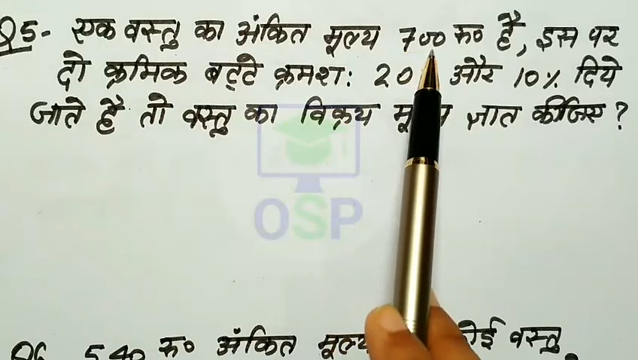 Q5- एक वस्तु का अंकित मूल्य 700 रु० है, इस पर
दो क्रमिक बट्टे क्रमश: 20 और 10% दिये
जाते है तो वस्तु का विक्रय ज्ञात कीजिए ?
OSP
Q6. 540 रु० अंकित मूल्य कोई वस्तु